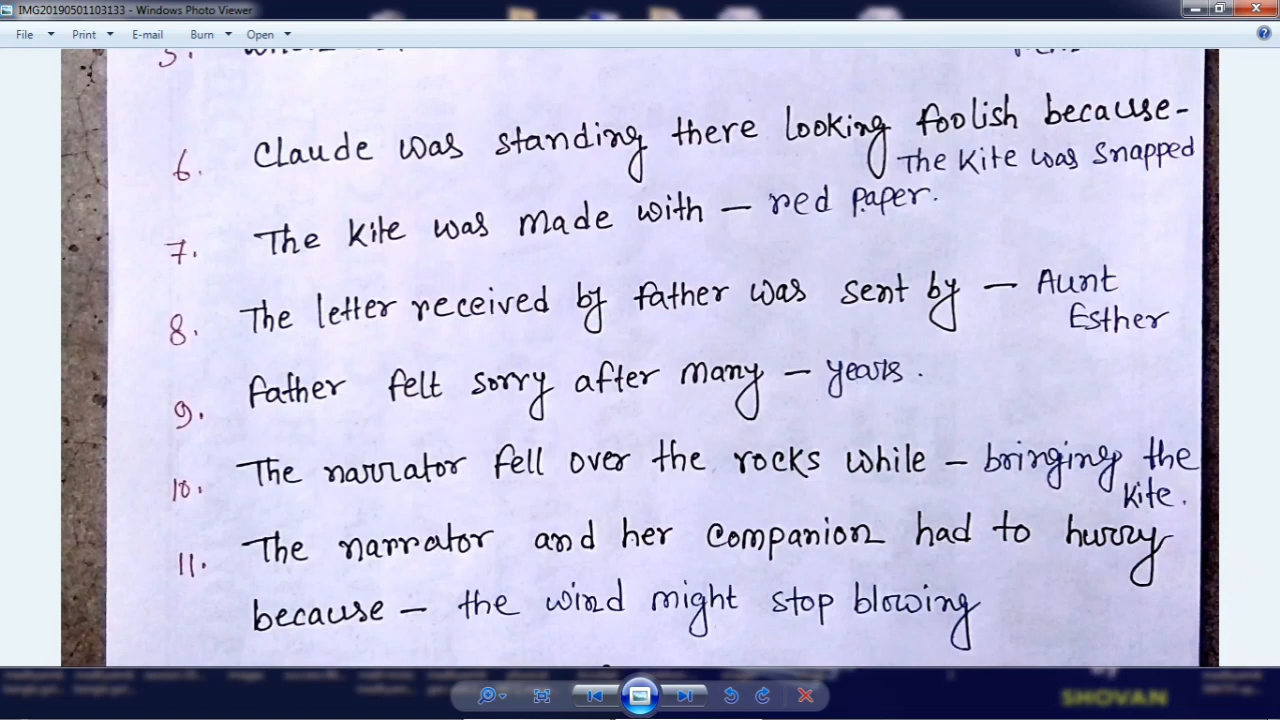 IMG20190501103133 - Windows Photo Viewer
File Print E-mail Burn Open
5.
6. Claude was standing there looking foolish because-
The Kite was Snapped
7. The kite was made with – red paper.
8. The letter received by father was sent by – Aunt
Esther
9. Father felt sorry after many – years.
10. The narrator fell over the rocks while – bringing the
Kite.
11. The narrator and her companion had to hurry
because – the wind might stop blowing
SHOVAN